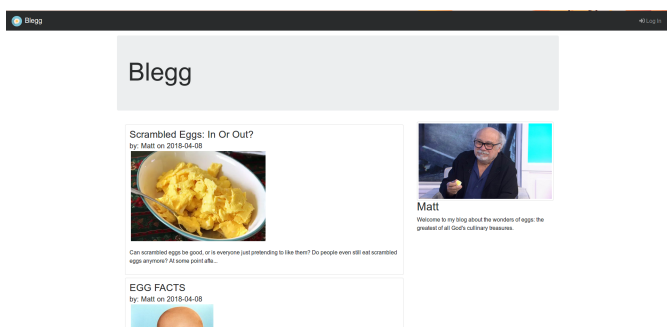 Blegg
Log In
Blegg
Scrambled Eggs: In Or Out?
by: Matt on 2018-04-08
Can scrambled eggs be good, or is everyone just pretending to like them? Do people even still eat scrambled
eggs anymore? At some point affe...
EGG FACTS
by: Matt on 2018-04-08
Matt
Welcome to my blog about the wonders of eggs: the
greatest of all God's cullinary treasures.